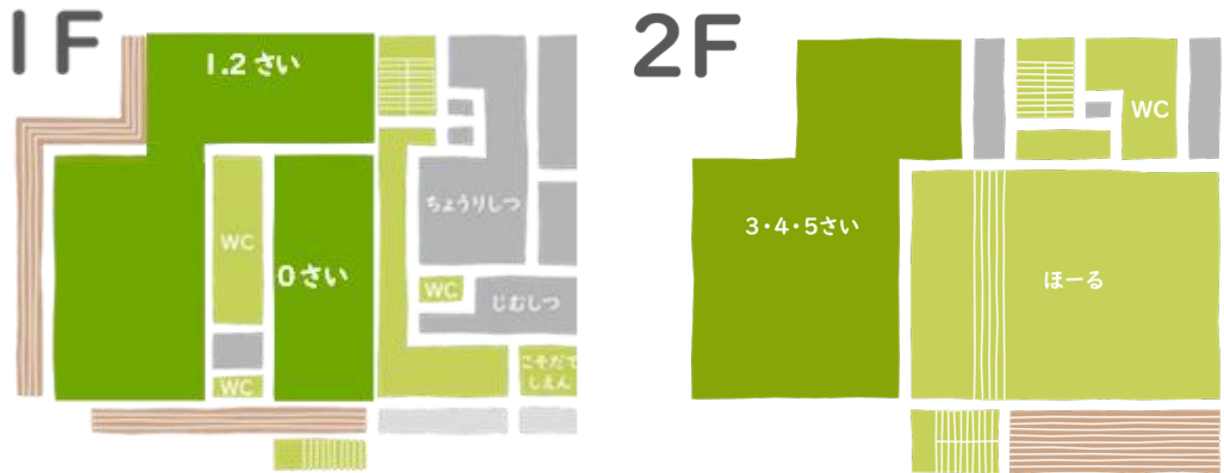 1F
1.2さい
WC
0さい
WC
ちょうりしつ
WC
じむしつ
こそだて
しえん
2F
WC
3・4・5さい
ほーる